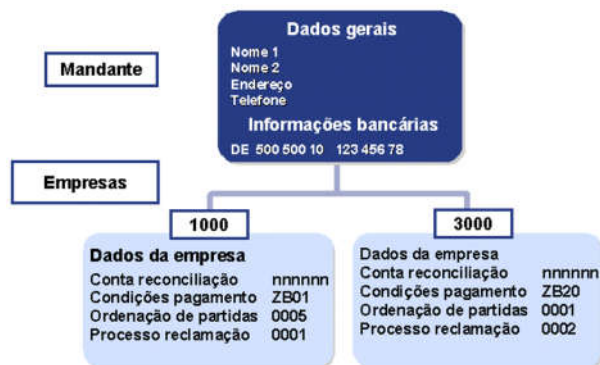 Dados gerais
Mandante
Nome 1
Nome 2
Endereço
Telefone
Informações bancárias
DE 500 500 10 123 456 78
Empresas
1000
Dados da empresa
Conta reconciliação nnnnnn
Condições pagamento ZB01
Ordenação de partidas 0005
Processo reclamação 0001
3000
Dados da empresa
Conta reconciliação nnnnnn
Condições pagamento ZB20
Ordenação de partidas 0001
Processo reclamação 0002